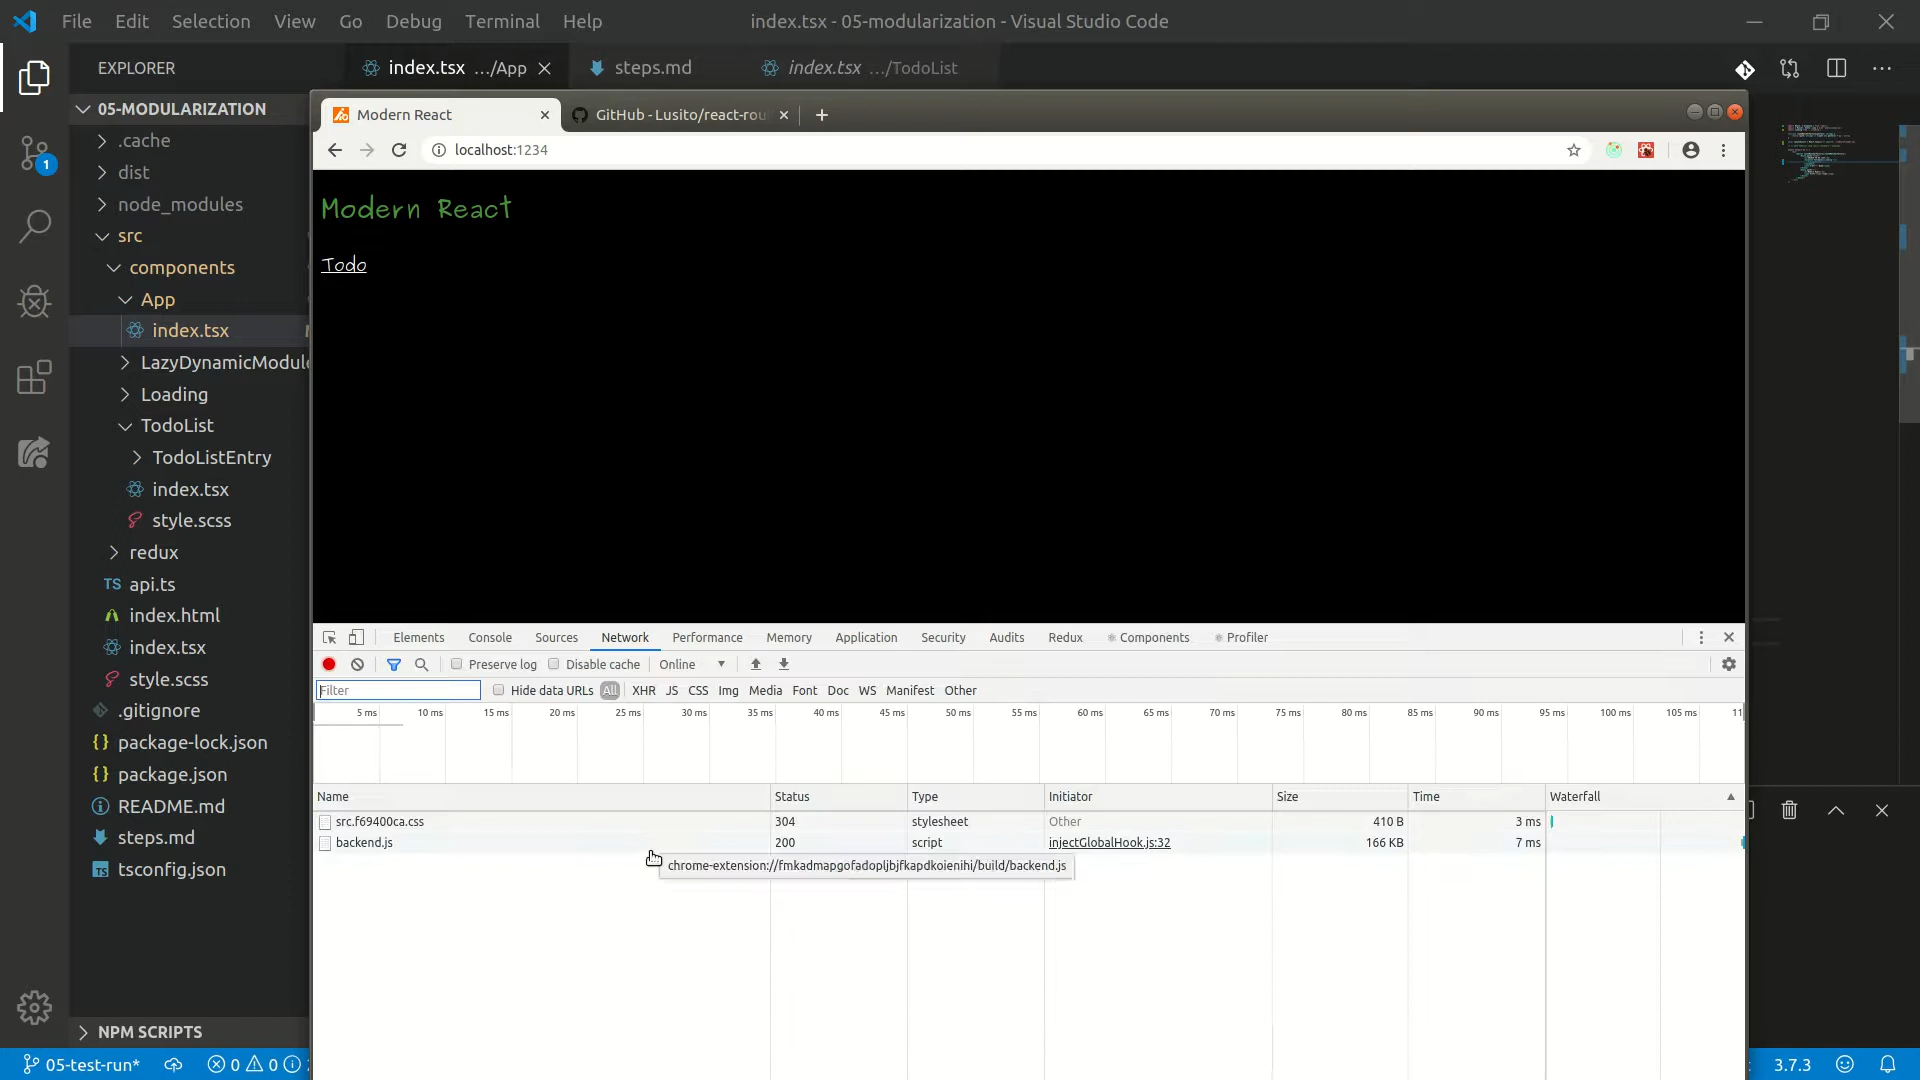 File Edit Selection View Go Debug Terminal Help
index.tsx - 05-modularization - Visual Studio Code
EXPLORER
index.tsx …/App
steps.md
index.tsx …/TodoList
05-MODULARIZATION
.cache
dist
node_modules
src
components
App
index.tsx
LazyDynamicModule
Loading
TodoList
TodoListEntry
index.tsx
style.scss
redux
TS api.ts
index.html
index.tsx
style.scss
.gitignore
{} package-lock.json
{} package.json
README.md
steps.md
TS tsconfig.json
NPM SCRIPTS
1
05-test-run*
0 0
3.7.3
Modern React
GitHub - Lusito/react-rou
localhost:1234
Modern React
Todo
Elements Console Sources Network Performance Memory Application Security Audits Redux Components Profiler
Preserve log Disable cache Online
Filter
Hide data URLs All XHR JS CSS Img Media Font Doc WS Manifest Other
5 ms 10 ms 15 ms 20 ms 25 ms 30 ms 35 ms 40 ms 45 ms 50 ms 55 ms 60 ms 65 ms 70 ms 75 ms 80 ms 85 ms 90 ms 95 ms 100 ms 105 ms 11
Name Status Type Initiator Size Time Waterfall
src.f69400ca.css 304 stylesheet Other 410 B 3 ms
backend.js 200 script injectGlobalHook.js:32 166 KB 7 ms
chrome-extension://fmkadmapgofadopljbjfkapdkoienihi/build/backend.js